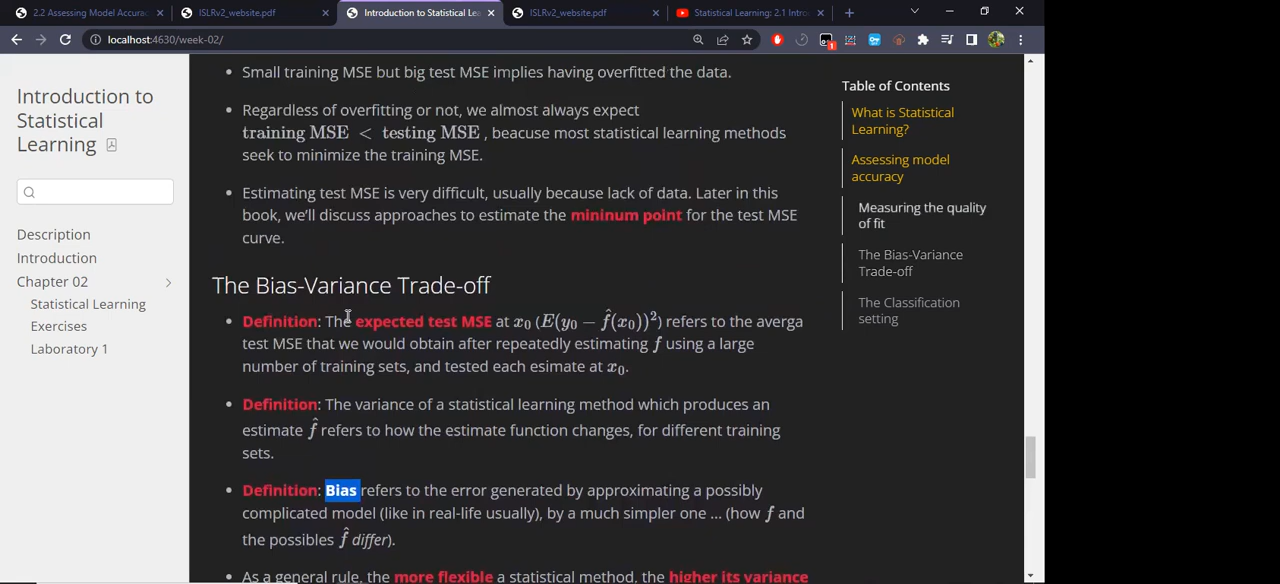 2.2 Assessing Model Accurac
ISLRv2_website.pdf
Introduction to Statistical Lea
ISLRv2_website.pdf
Statistical Learning: 2.1 Intro
localhost:4630/week-02/
1
Introduction to
Statistical
Learning
Description
Introduction
Chapter 02
Statistical Learning
Exercises
Laboratory 1
• Small training MSE but big test MSE implies having overfitted the data.
• Regardless of overfitting or not, we almost always expect
training MSE < testing MSE , beacuse most statistical learning methods
seek to minimize the training MSE.
• Estimating test MSE is very difficult, usually because lack of data. Later in this
book, we'll discuss approaches to estimate the mininum point for the test MSE
curve.
The Bias-Variance Trade-off
• Definition: The expected test MSE at x₀ (E(y₀ − f̂(x₀))²) refers to the averga
test MSE that we would obtain after repeatedly estimating f using a large
number of training sets, and tested each esimate at x₀.
• Definition: The variance of a statistical learning method which produces an
estimate f̂ refers to how the estimate function changes, for different training
sets.
• Definition: Bias refers to the error generated by approximating a possibly
complicated model (like in real-life usually), by a much simpler one ... (how f and
the possibles f̂ differ).
• As a general rule, the more flexible a statistical method, the higher its variance
Table of Contents
What is Statistical
Learning?
Assessing model
accuracy
Measuring the quality
of fit
The Bias-Variance
Trade-off
The Classification
setting